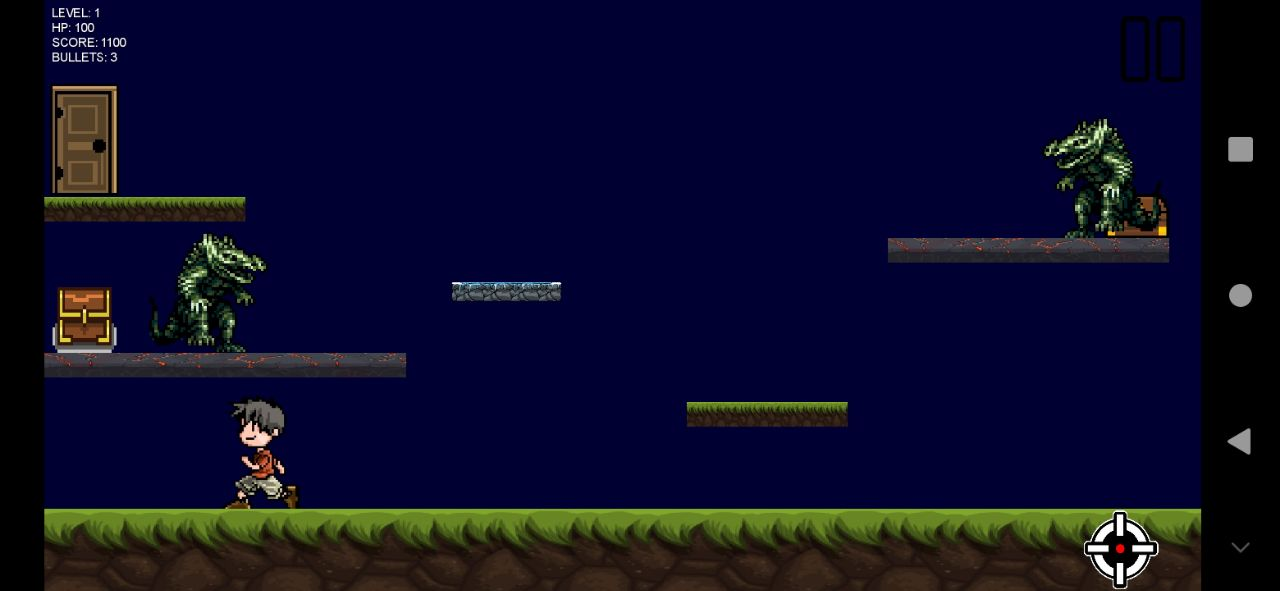 LEVEL: 1
HP: 100
SCORE: 1100
BULLETS: 3